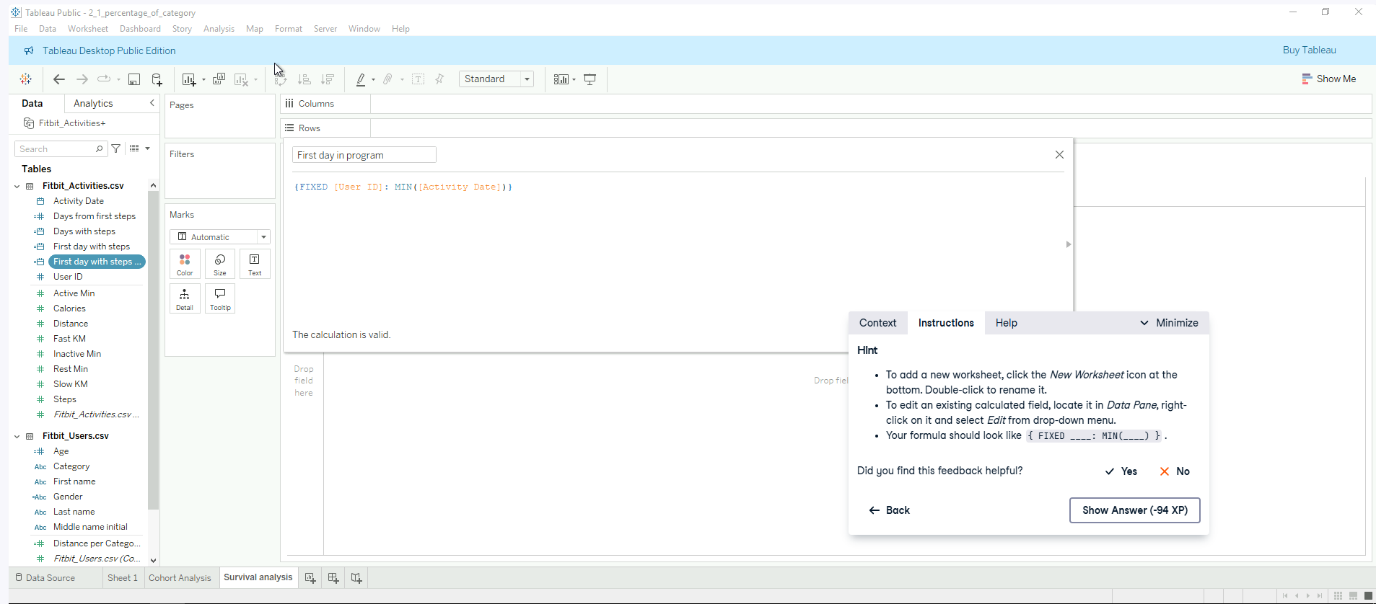 Tableau Public - 2_1_percentage_of_category
File Data Worksheet Dashboard Story Analysis Map Format Server Window Help
Tableau Desktop Public Edition
Buy Tableau
Standard
Show Me
Data Analytics
Pages
Columns
Fitbit_Activities+
Rows
Search
Filters
Tables
Fitbit_Activities.csv
Activity Date
Days from first steps
Days with steps
First day with steps
First day with steps ...
User ID
Active Min
Calories
Distance
Fast KM
Inactive Min
Rest Min
Slow KM
Steps
Fitbit_Activities.csv ...
Fitbit_Users.csv
Age
Abc Category
Abc First name
Abc Gender
Abc Last name
Abc Middle name initial
Distance per Catego...
Fitbit_Users.csv (Co...
Marks
Automatic
Color Size Text
Detail Tooltip
First day in program
{FIXED [User ID]: MIN([Activity Date])}
The calculation is valid.
Drop
field
here
Drop fiel
Context Instructions Help Minimize
Hint
• To add a new worksheet, click the New Worksheet icon at the
bottom. Double-click to rename it.
• To edit an existing calculated field, locate it in Data Pane, right-
click on it and select Edit from drop-down menu.
• Your formula should look like { FIXED ____: MIN(____) } .
Did you find this feedback helpful? Yes No
Back
Show Answer (-94 XP)
Data Source Sheet 1 Cohort Analysis Survival analysis